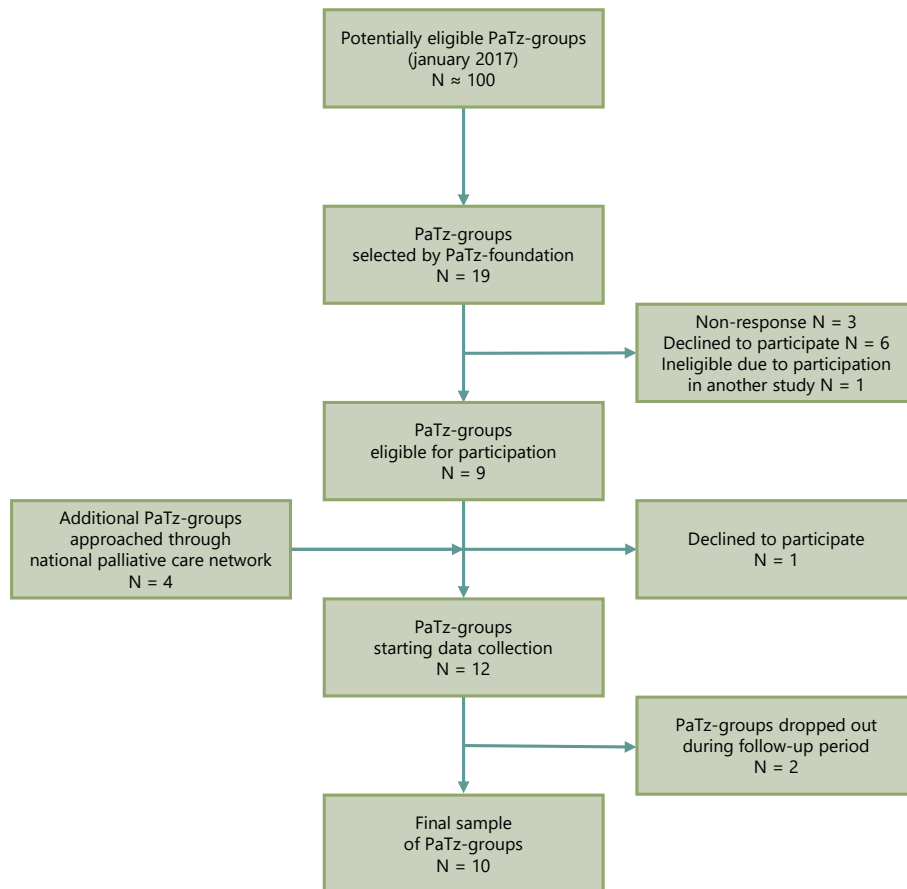 Potentially eligible PaTz-groups
(january 2017)
N ≈ 100
PaTz-groups
selected by PaTz-foundation
N = 19
Non-response N = 3
Declined to participate N = 6
Ineligible due to participation
in another study N = 1
PaTz-groups
eligible for participation
N = 9
Additional PaTz-groups
approached through
national palliative care network
N = 4
Declined to participate
N = 1
PaTz-groups
starting data collection
N = 12
PaTz-groups dropped out
during follow-up period
N = 2
Final sample
of PaTz-groups
N = 10